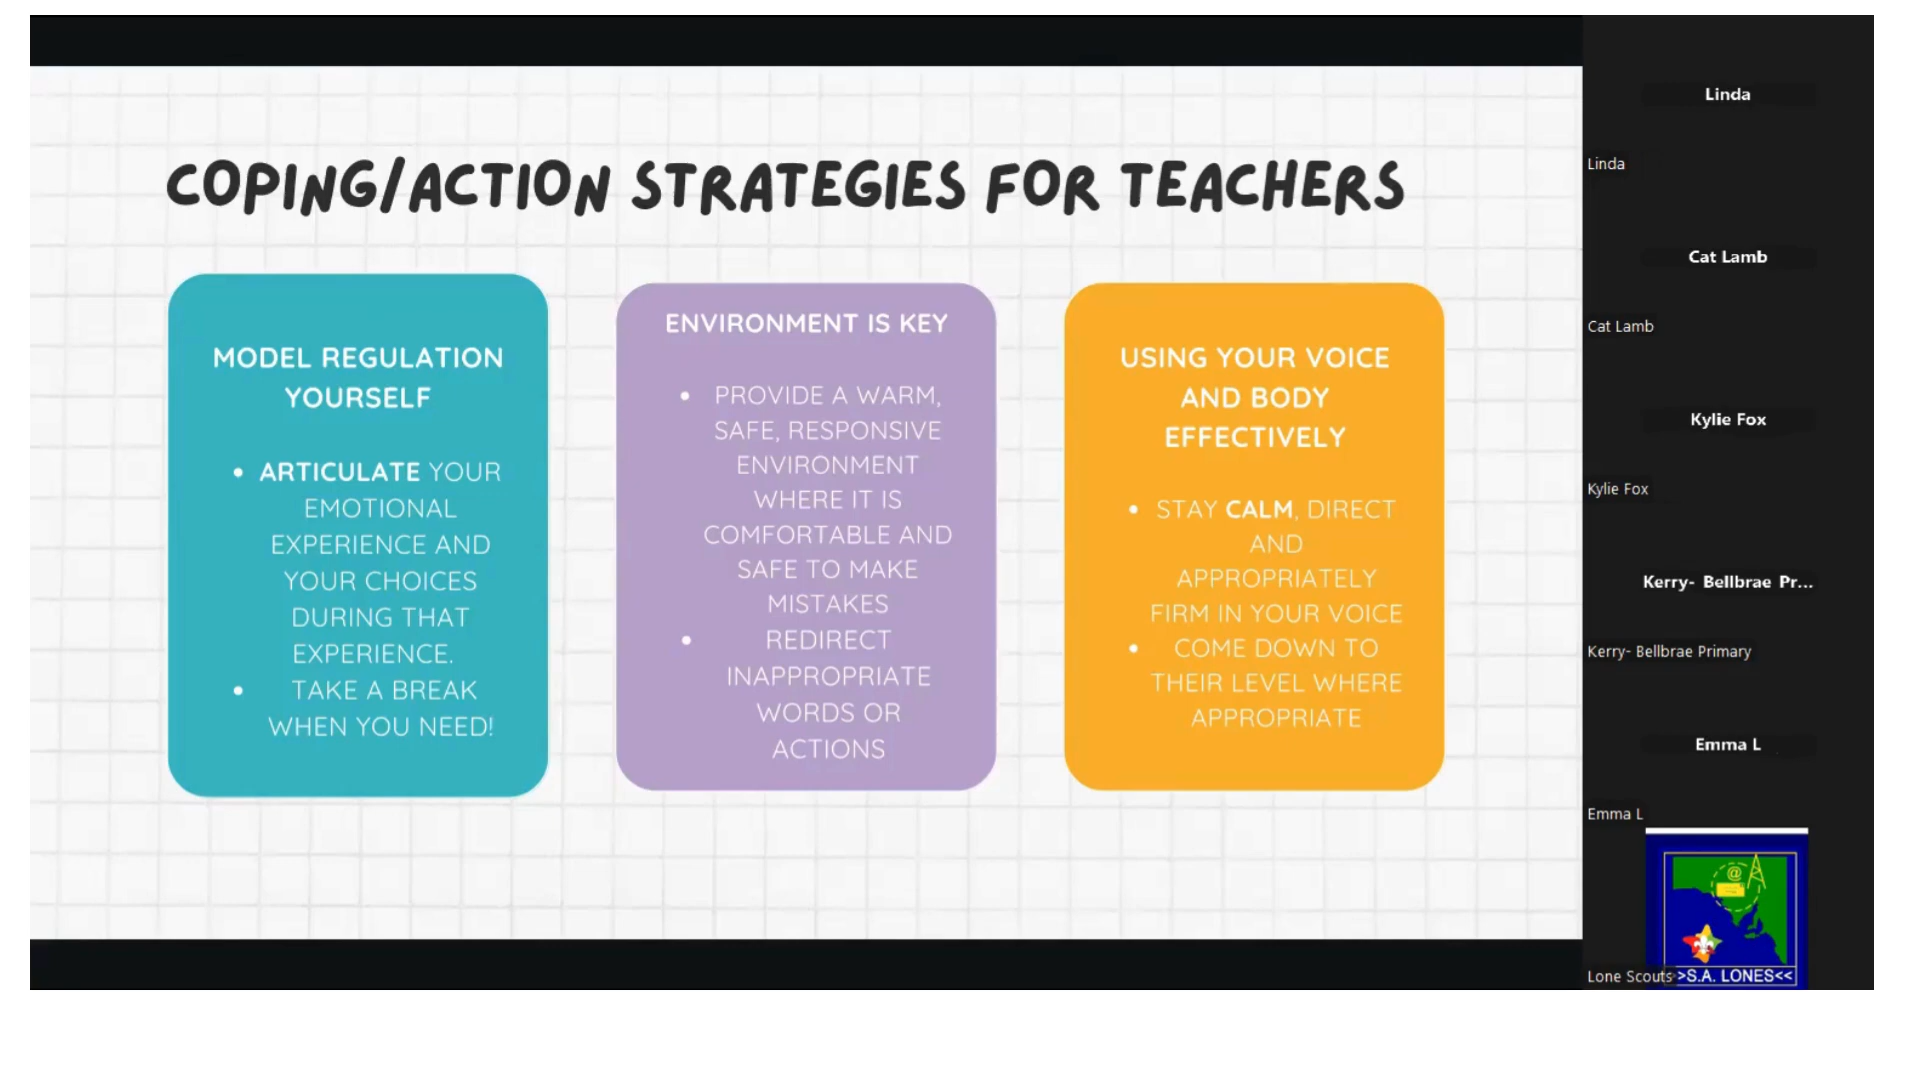 COPING/ACTION STRATEGIES FOR TEACHERS
MODEL REGULATION
YOURSELF
• ARTICULATE YOUR
EMOTIONAL
EXPERIENCE AND
YOUR CHOICES
DURING THAT
EXPERIENCE.
• TAKE A BREAK
WHEN YOU NEED!
ENVIRONMENT IS KEY
• PROVIDE A WARM,
SAFE, RESPONSIVE
ENVIRONMENT
WHERE IT IS
COMFORTABLE AND
SAFE TO MAKE
MISTAKES
• REDIRECT
INAPPROPRIATE
WORDS OR
ACTIONS
USING YOUR VOICE
AND BODY
EFFECTIVELY
• STAY CALM, DIRECT
AND
APPROPRIATELY
FIRM IN YOUR VOICE
• COME DOWN TO
THEIR LEVEL WHERE
APPROPRIATE
Linda
Linda
Cat Lamb
Cat Lamb
Kylie Fox
Kylie Fox
Kerry- Bellbrae Pr...
Kerry- Bellbrae Primary
Emma L
Emma L
@
Lone Scouts
>S.A. LONES<<